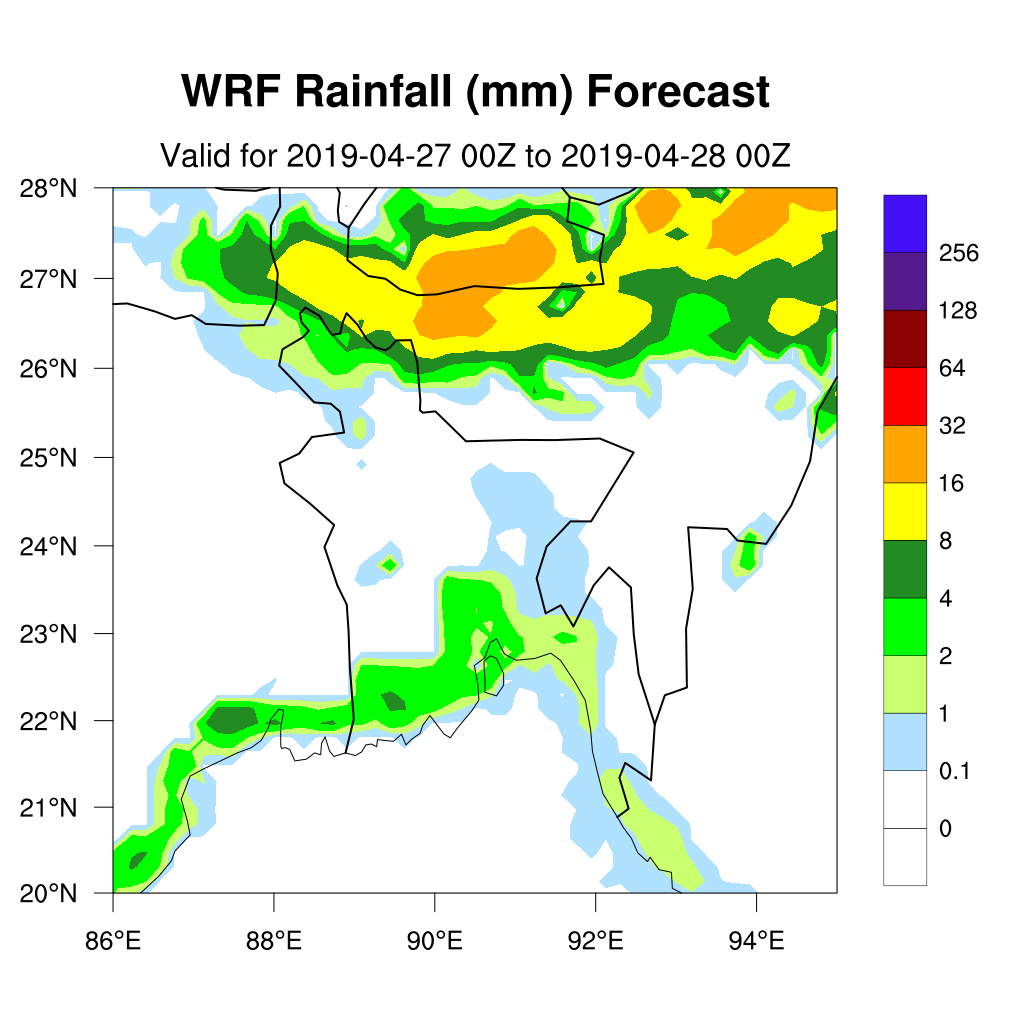 WRF Rainfall (mm) Forecast
Valid for 2019-04-27 00Z to 2019-04-28 00Z
28°N
27°N
26°N
25°N
24°N
23°N
22°N
21°N
20°N
86°E 88°E 90°E 92°E 94°E
256
128
64
32
16
8
4
2
1
0.1
0